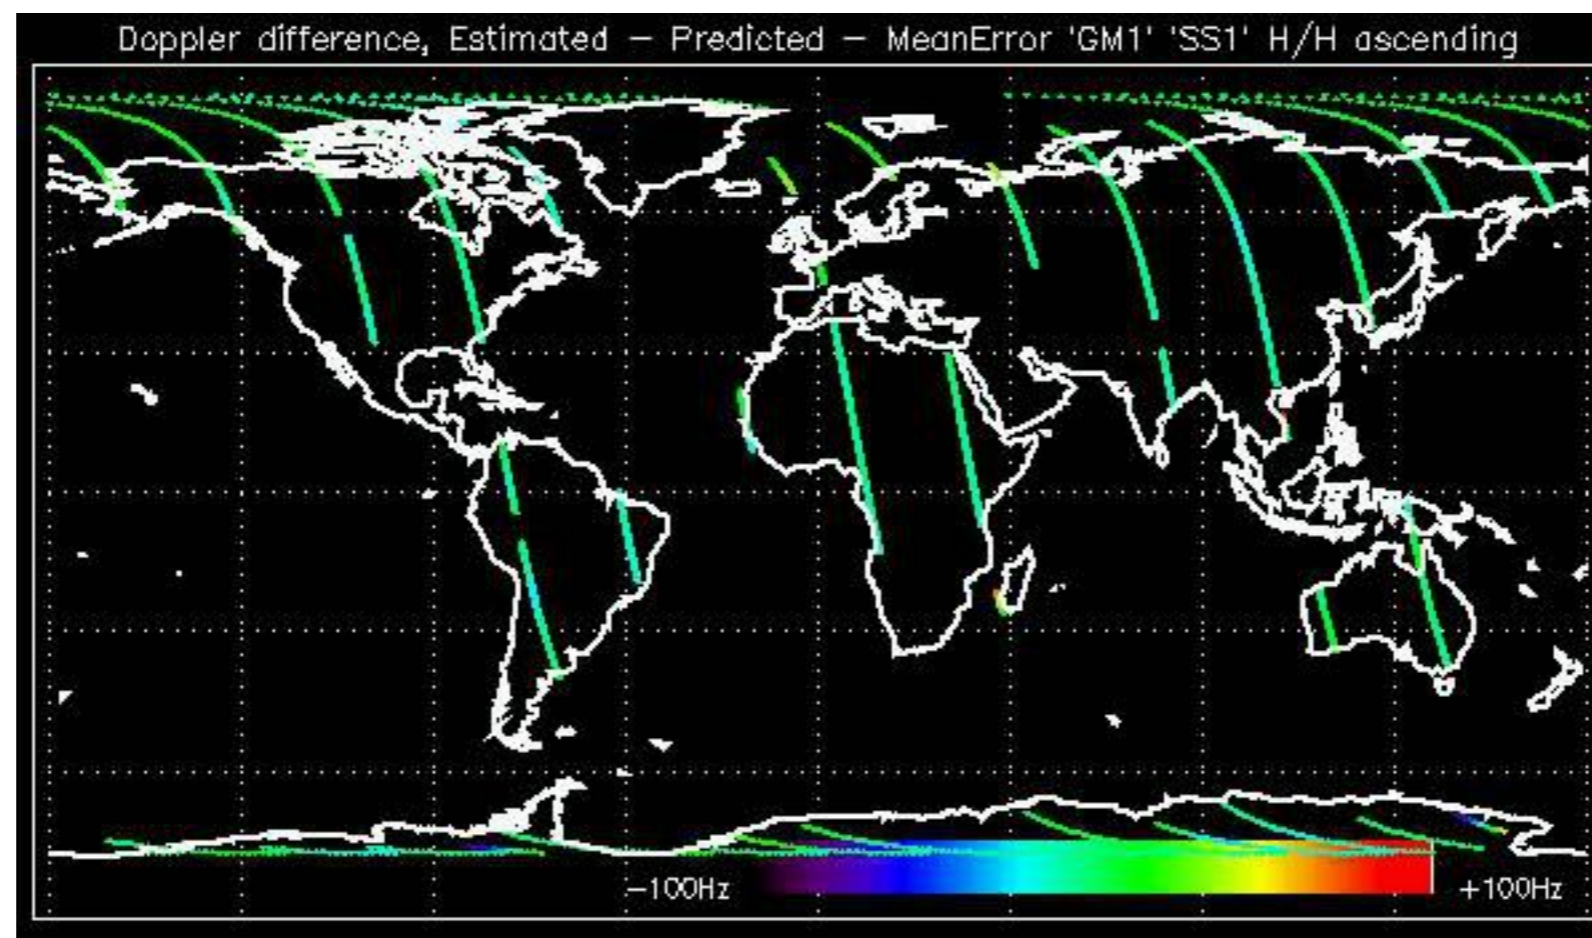 Doppler difference, Estimated − Predicted − MeanError 'GM1' 'SS1' H/H ascending
−100Hz
+100Hz